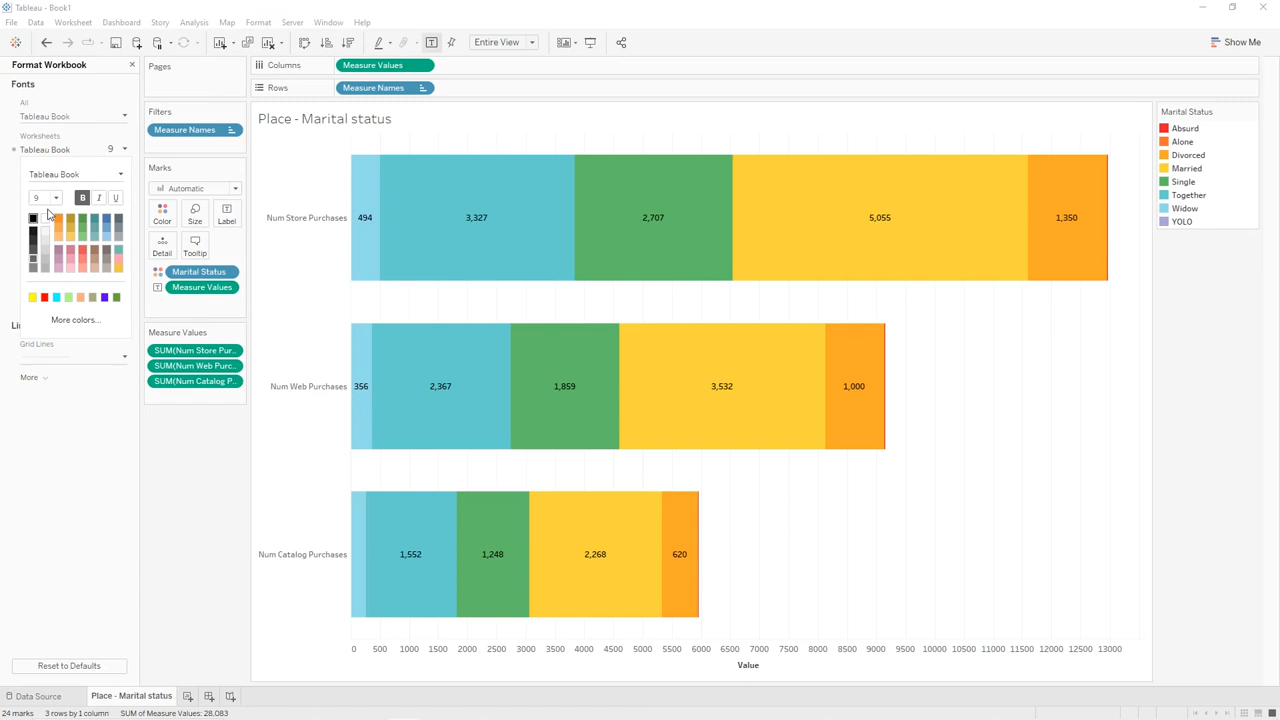 Tableau - Book1
File Data Worksheet Dashboard Story Analysis Map Format Server Window Help
Entire View
Show Me
Format Workbook
Fonts
All
Tableau Book
Worksheets
Tableau Book 9
Tableau Book
9 B I U
More colors...
Li
Grid Lines
More
Reset to Defaults
Pages
Filters
Measure Names
Marks
Automatic
Color Size Label
Detail Tooltip
Marital Status
Measure Values
Measure Values
SUM(Num Store Pur..
SUM(Num Web Purc..
SUM(Num Catalog P..
Columns Measure Values
Rows Measure Names
Place - Marital status
Num Store Purchases 494 3,327 2,707 5,055 1,350
Num Web Purchases 356 2,367 1,859 3,532 1,000
Num Catalog Purchases 1,552 1,248 2,268 620
0 500 1000 1500 2000 2500 3000 3500 4000 4500 5000 5500 6000 6500 7000 7500 8000 8500 9000 9500 10000 11000 11000 12000 12000 13000
Value
Marital Status
Absurd
Alone
Divorced
Married
Single
Together
Widow
YOLO
Data Source Place - Marital status
24 marks 3 rows by 1 column SUM of Measure Values: 28,083